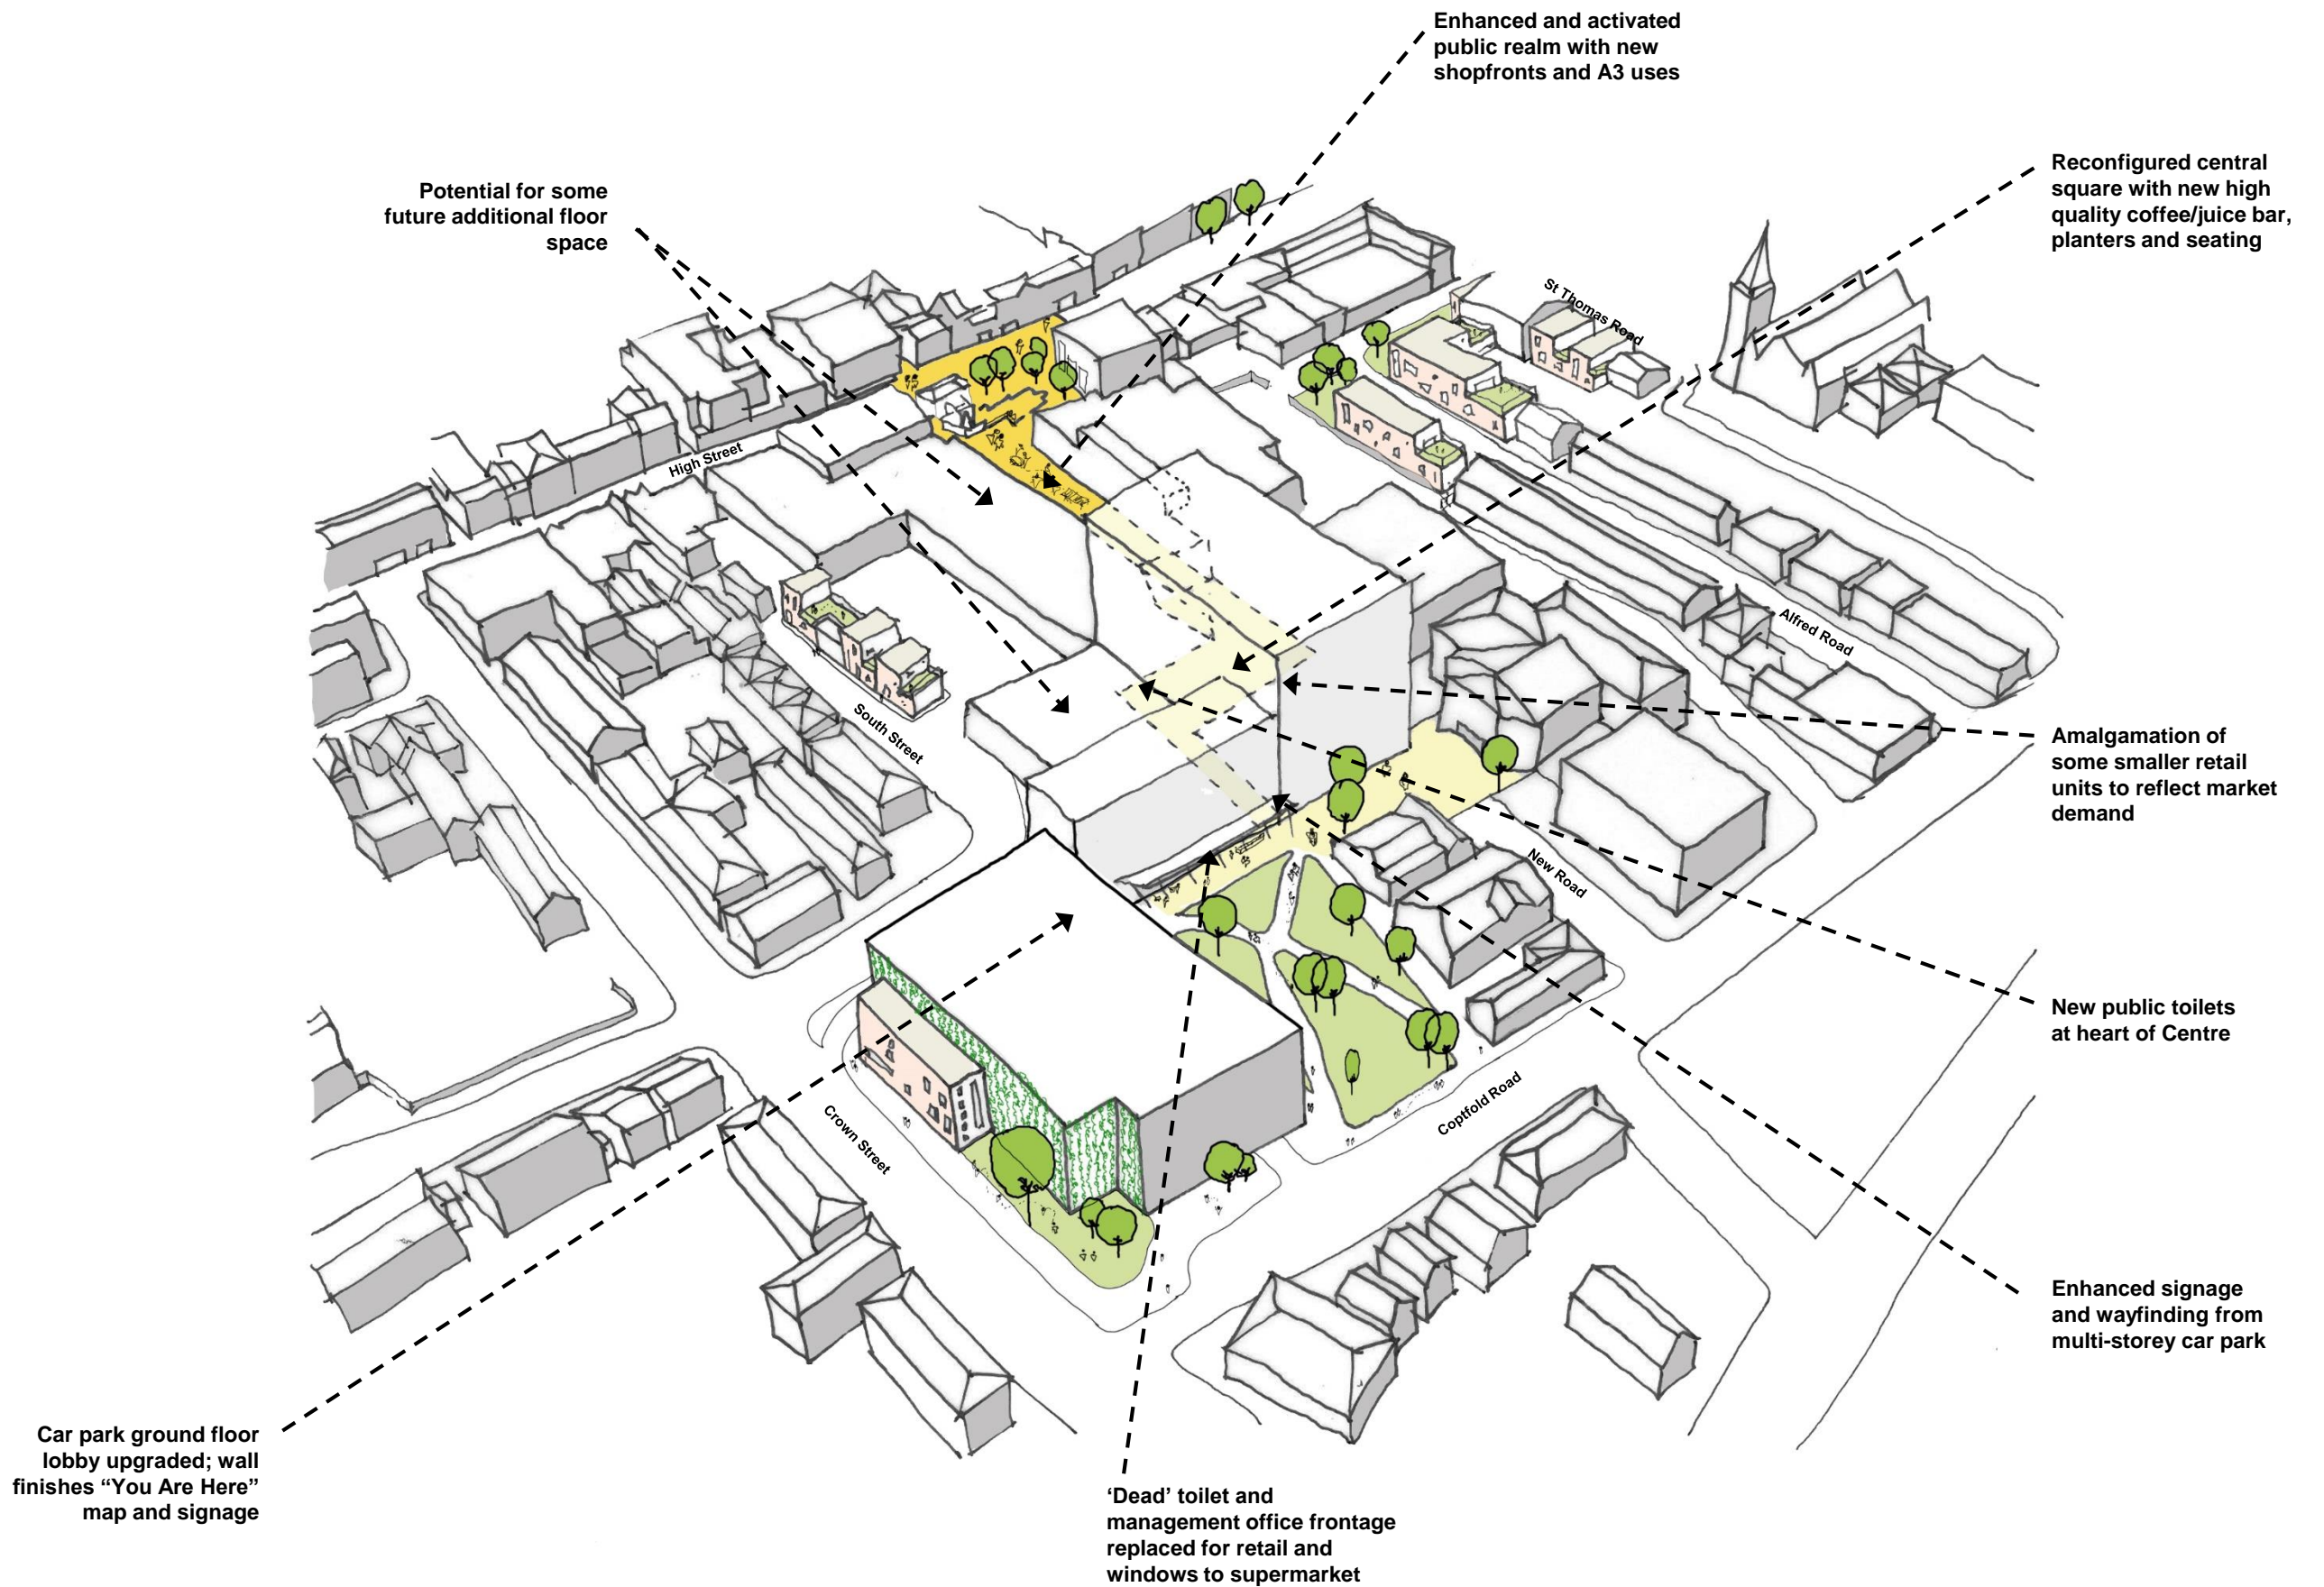 Enhanced and activated
public realm with new
shopfronts and A3 uses
Reconfigured central
square with new high
quality coffee/juice bar,
planters and seating
Potential for some
future additional floor
space
St Thomas Road
High Street
Alfred Road
South Street
Amalgamation of
some smaller retail
units to reflect market
demand
New Road
New public toilets
at heart of Centre
Coptfold Road
Crown Street
Enhanced signage
and wayfinding from
multi-storey car park
Car park ground floor
lobby upgraded; wall
finishes “You Are Here”
map and signage
‘Dead’ toilet and
management office frontage
replaced for retail and
windows to supermarket